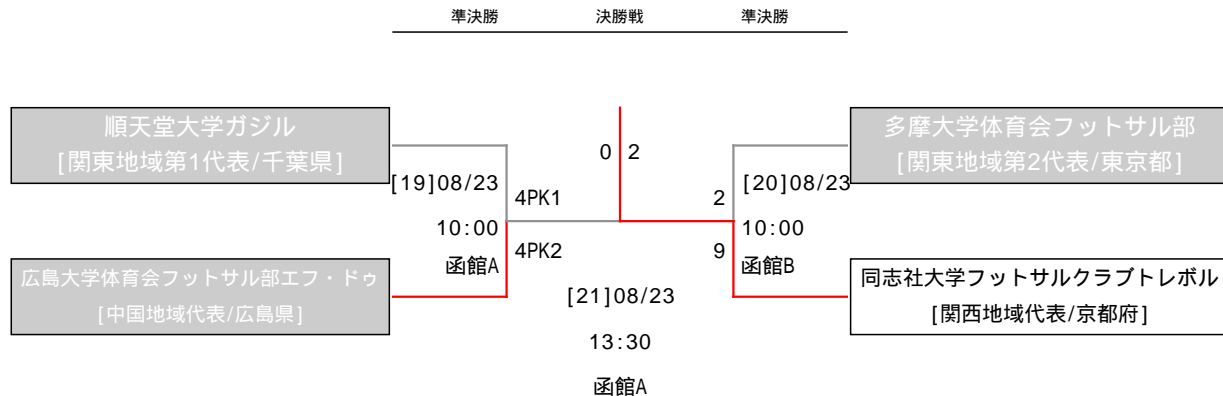 準決勝 決勝戦 準決勝
順天堂大学ガジル
[関東地域第1代表/千葉県]
多摩大学体育会フットサル部
[関東地域第2代表/東京都]
0 2
[19]08/23
10:00
函館A
4PK1
4PK2
2
9
[20]08/23
10:00
函館B
広島大学体育会フットサル部エフ・ドゥ
[中国地域代表/広島県]
同志社大学フットサルクラブトレボル
[関西地域代表/京都府]
[21]08/23
13:30
函館A